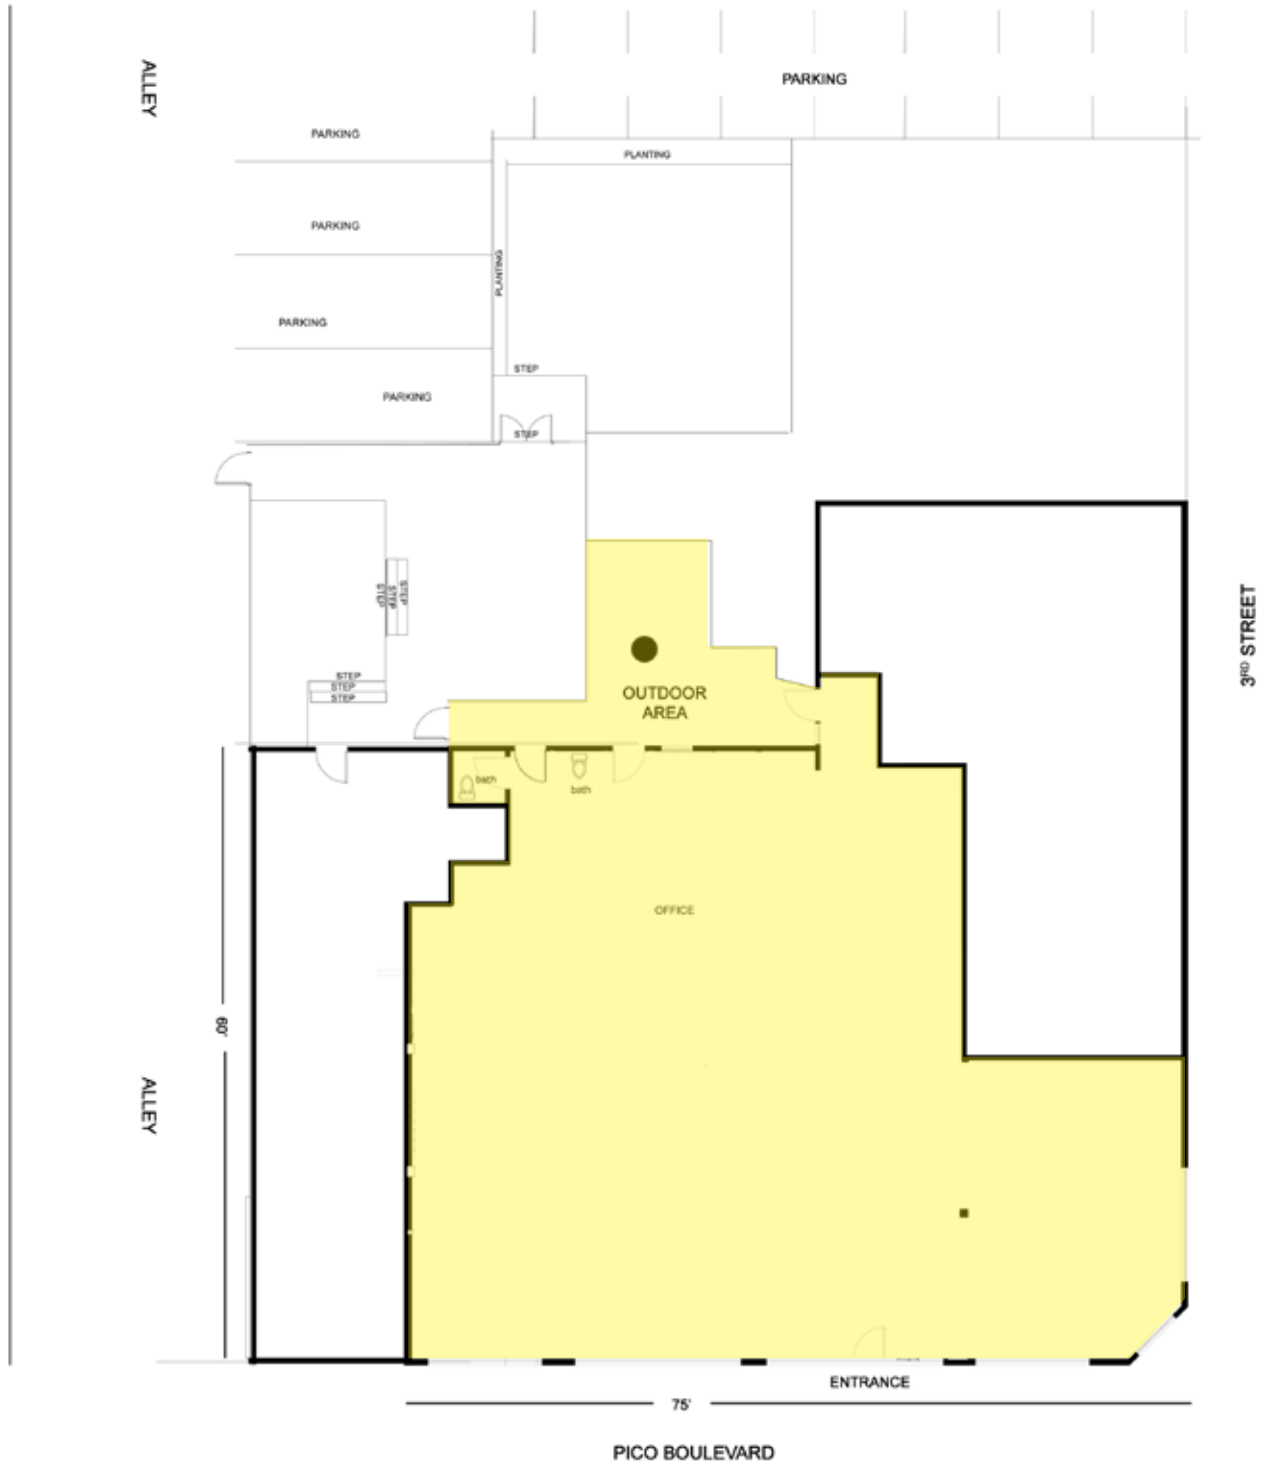 ALLEY
PARKING
PARKING
PLANTING
PARKING
PLANTING
PARKING
STEP
PARKING
STEP
STEP
STEP
STEP
3RD STREET
STEP
STEP
STEP
OUTDOOR
AREA
bath
bath
OFFICE
60'
ALLEY
ENTRANCE
75'
PICO BOULEVARD